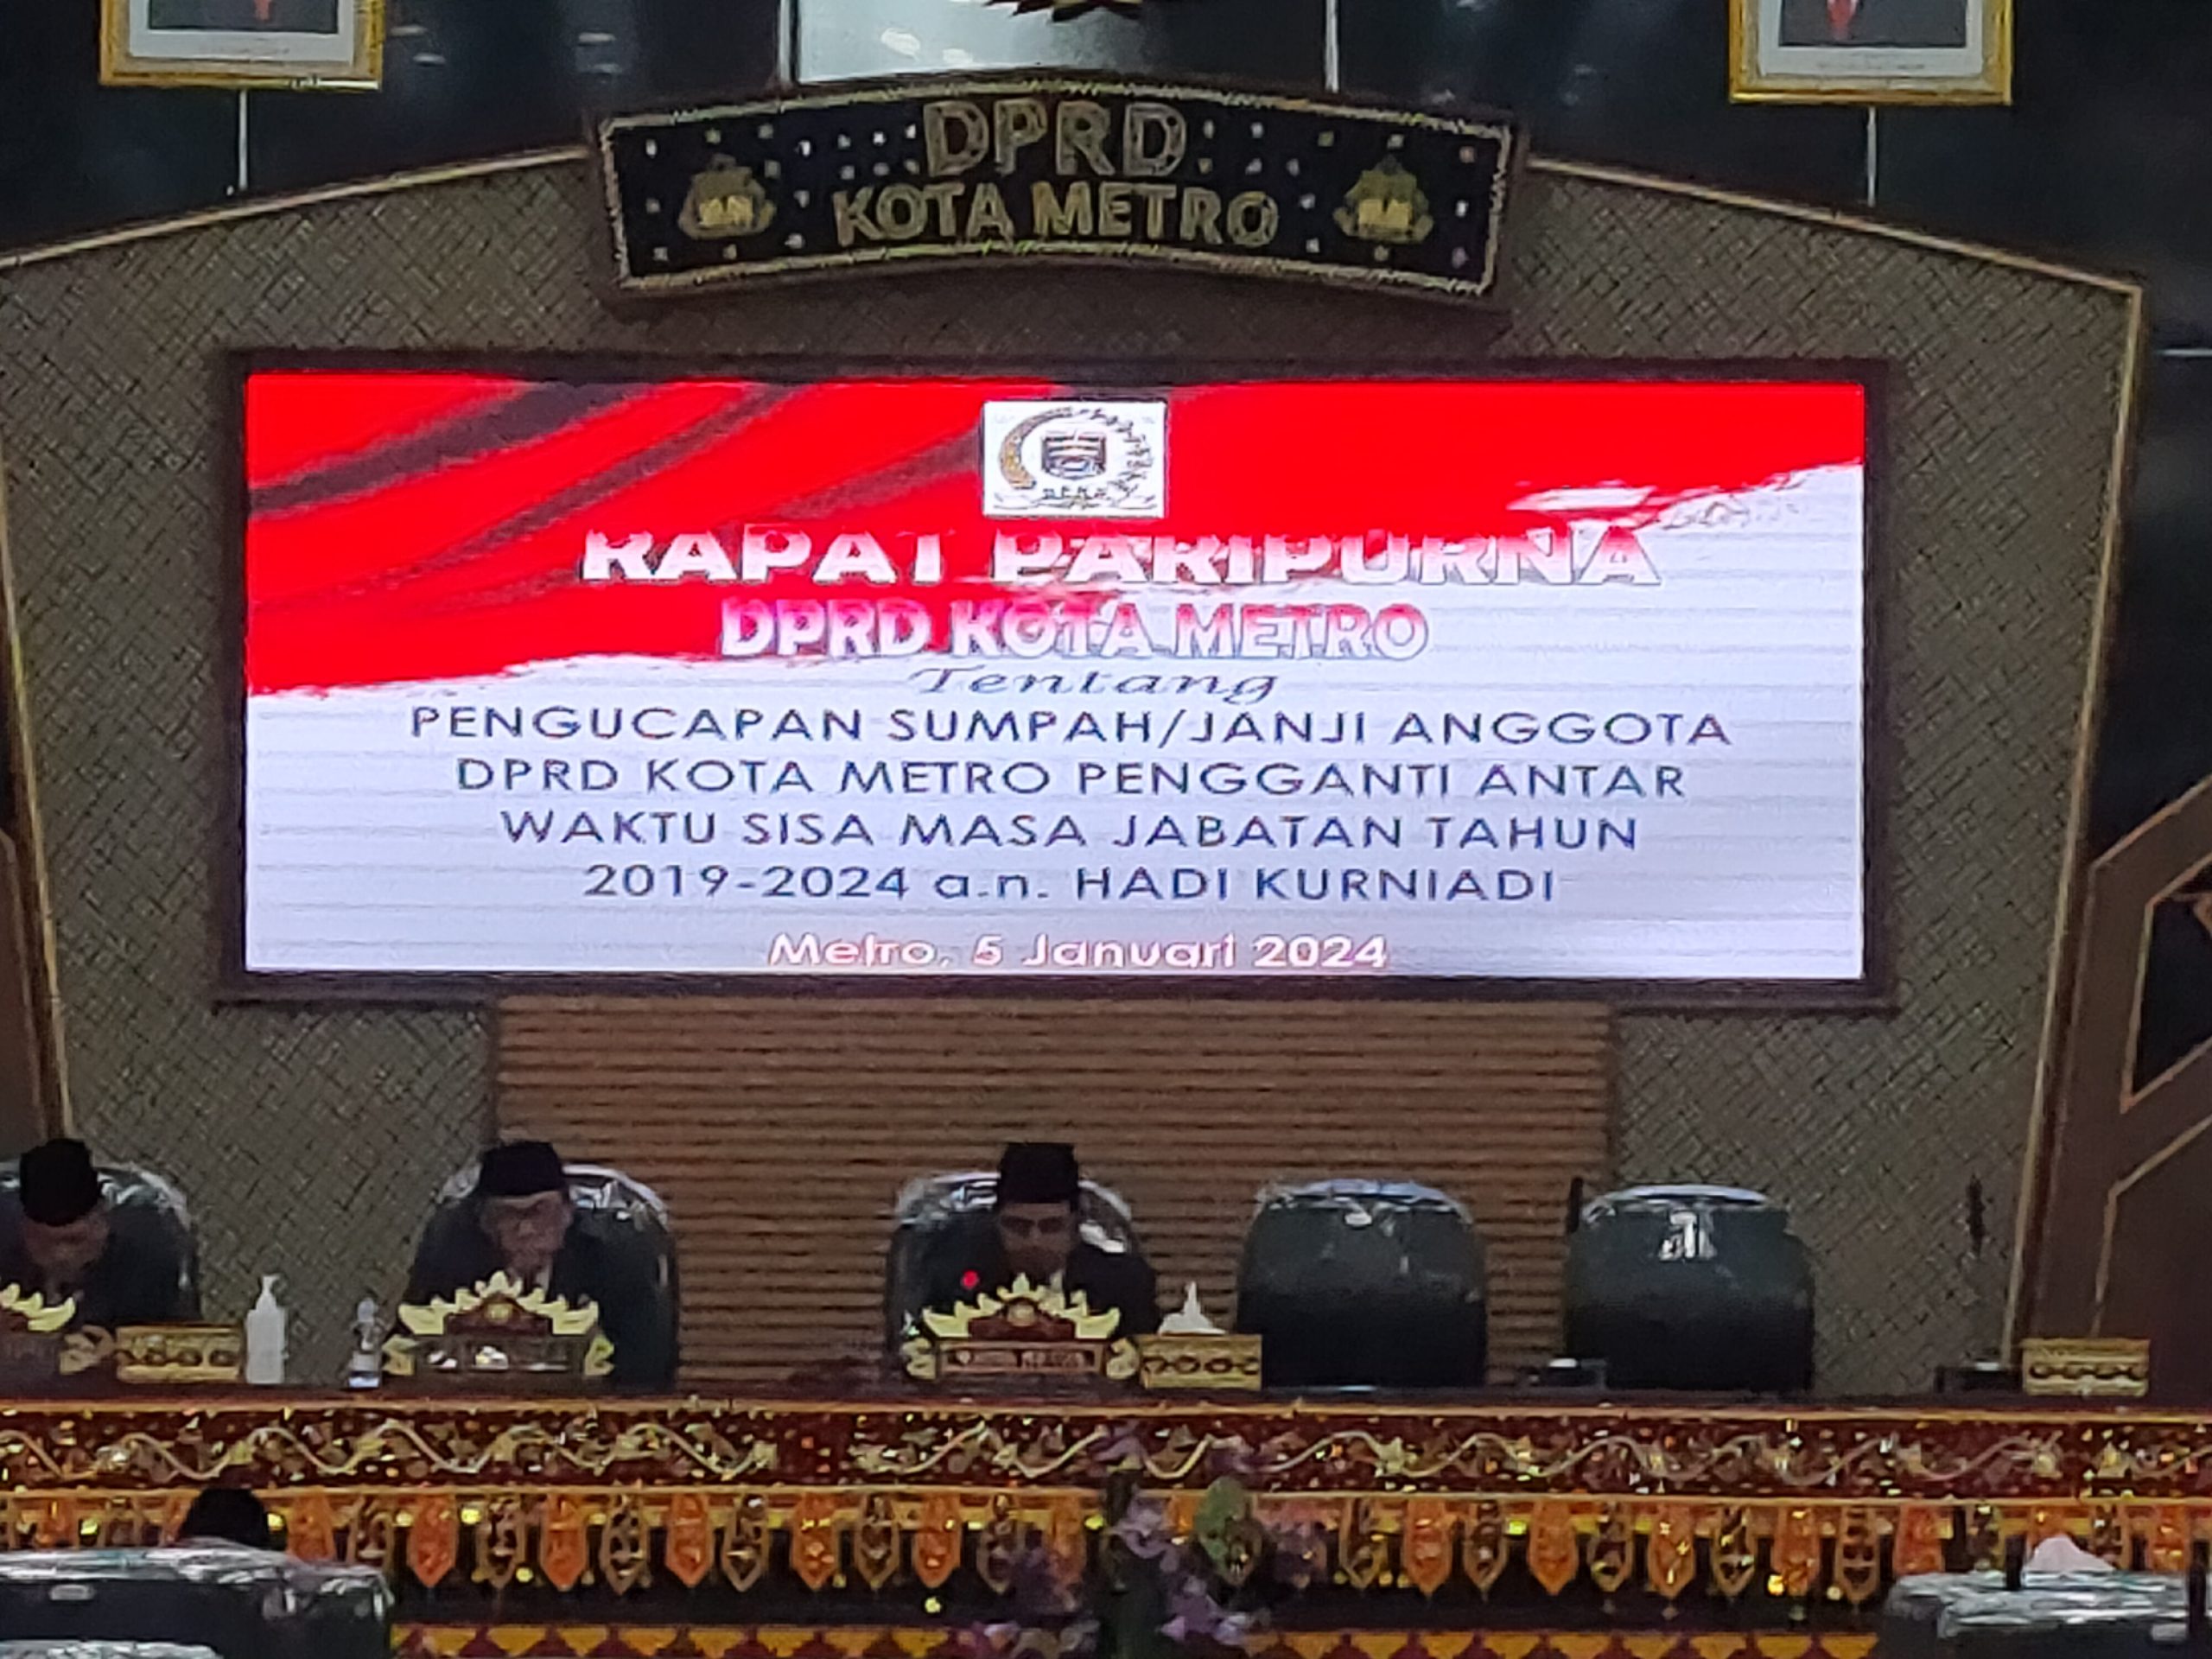 DPRD
KOTA METRO
RAPAT PARIPURNA
DPRD KOTA METRO
Tentang
PENGUCAPAN SUMPAH/JANJI ANGGOTA
DPRD KOTA METRO PENGGANTI ANTAR
WAKTU SISA MASA JABATAN TAHUN
2019-2024 a.n. HADI KURNIADI
Metro, 5 Januari 2024